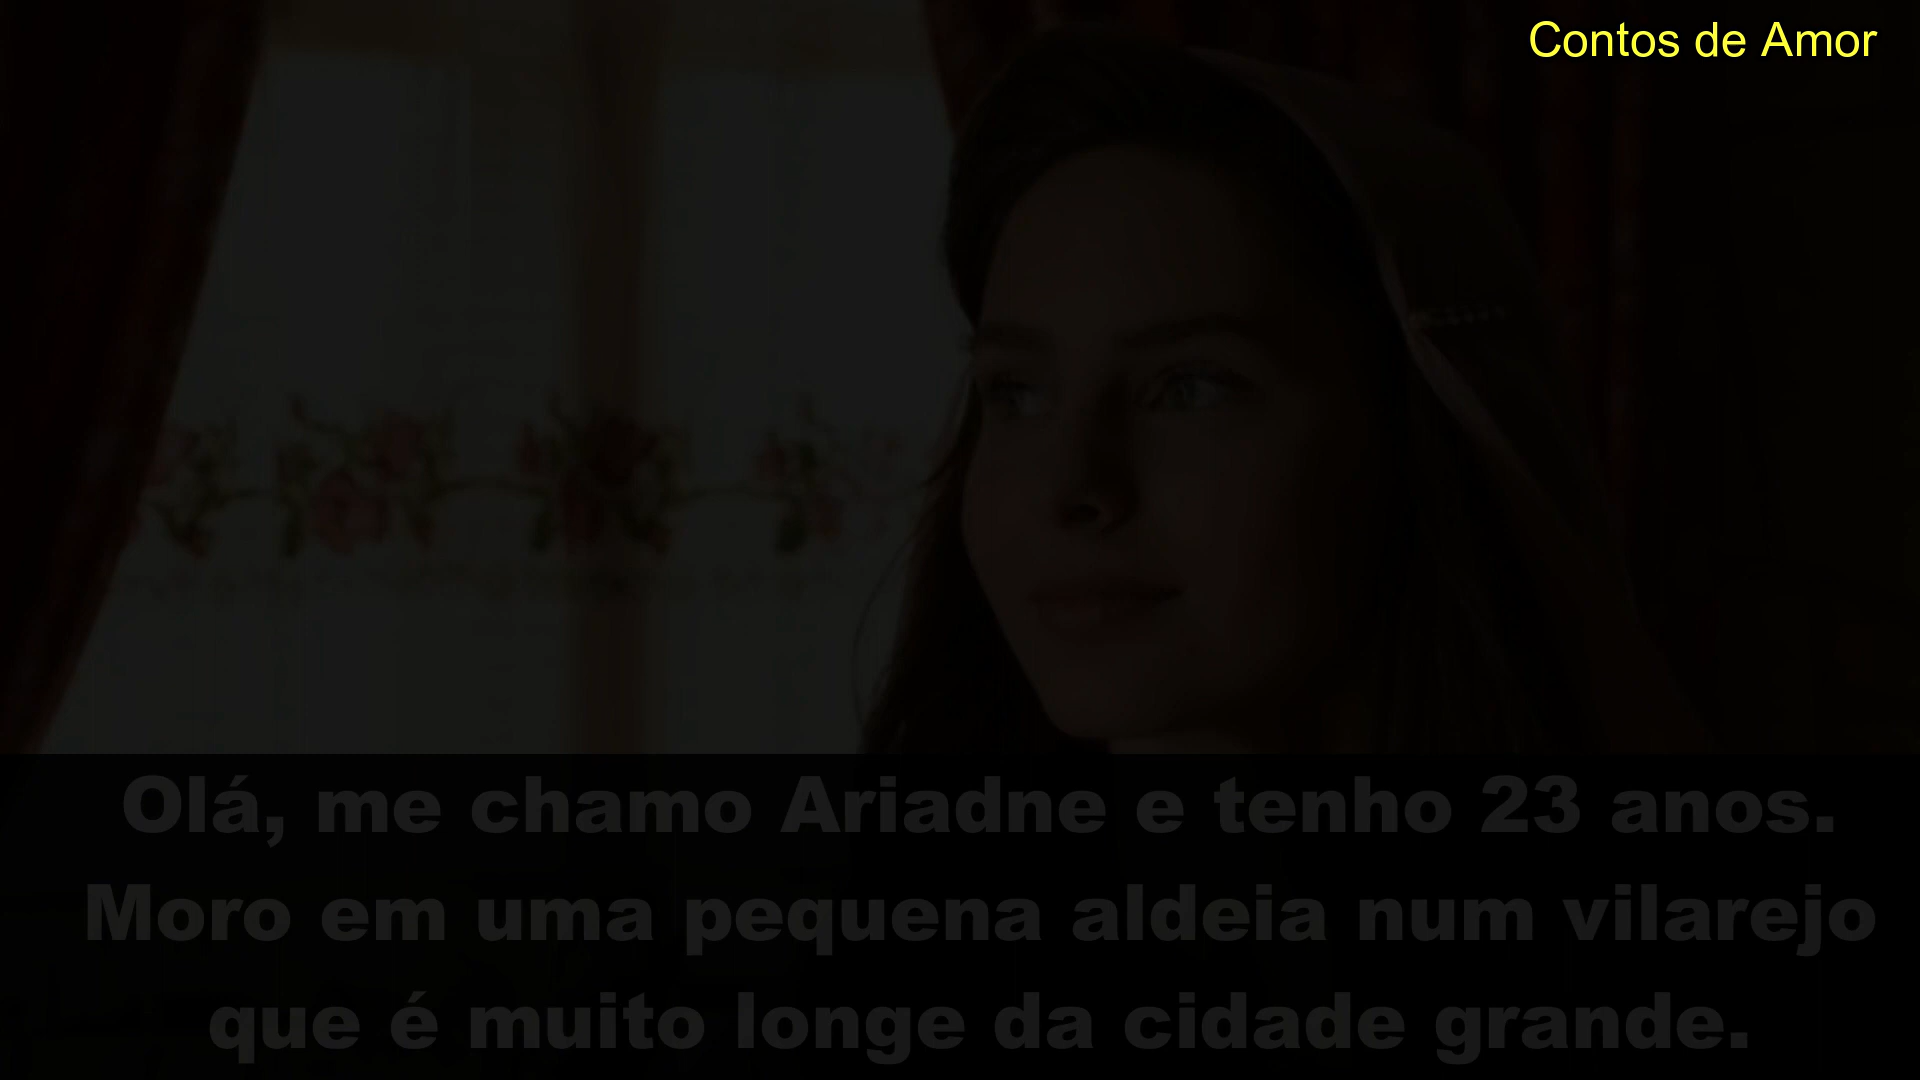 Contos de Amor
Olá, me chamo Ariadne e tenho 23 anos.
Moro em uma pequena aldeia num vilarejo
que é muito longe da cidade grande.